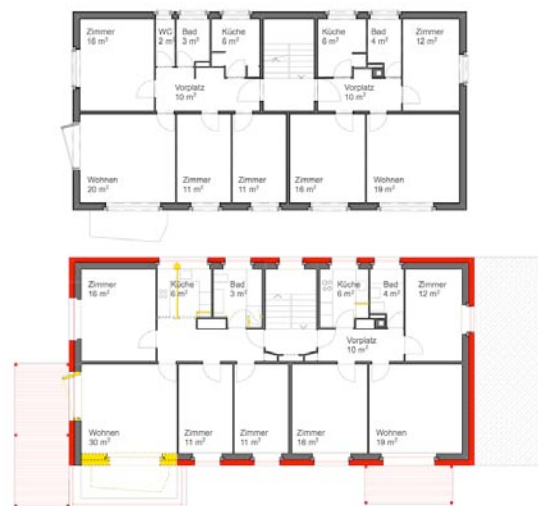 Zimmer
16 m²
WC
2 m²
Bad
3 m²
Küche
6 m²
Küche
6 m²
Bad
4 m²
Zimmer
12 m²
Vorplatz
10 m²
Vorplatz
10 m²
Wohnen
20 m²
Zimmer
11 m²
Zimmer
11 m²
Zimmer
16 m²
Wohnen
19 m²
Zimmer
16 m²
Küche
6 m²
Bad
3 m²
Küche
6 m²
Bad
4 m²
Zimmer
12 m²
Vorplatz
10 m²
Wohnen
30 m²
Zimmer
11 m²
Zimmer
11 m²
Zimmer
16 m²
Wohnen
19 m²